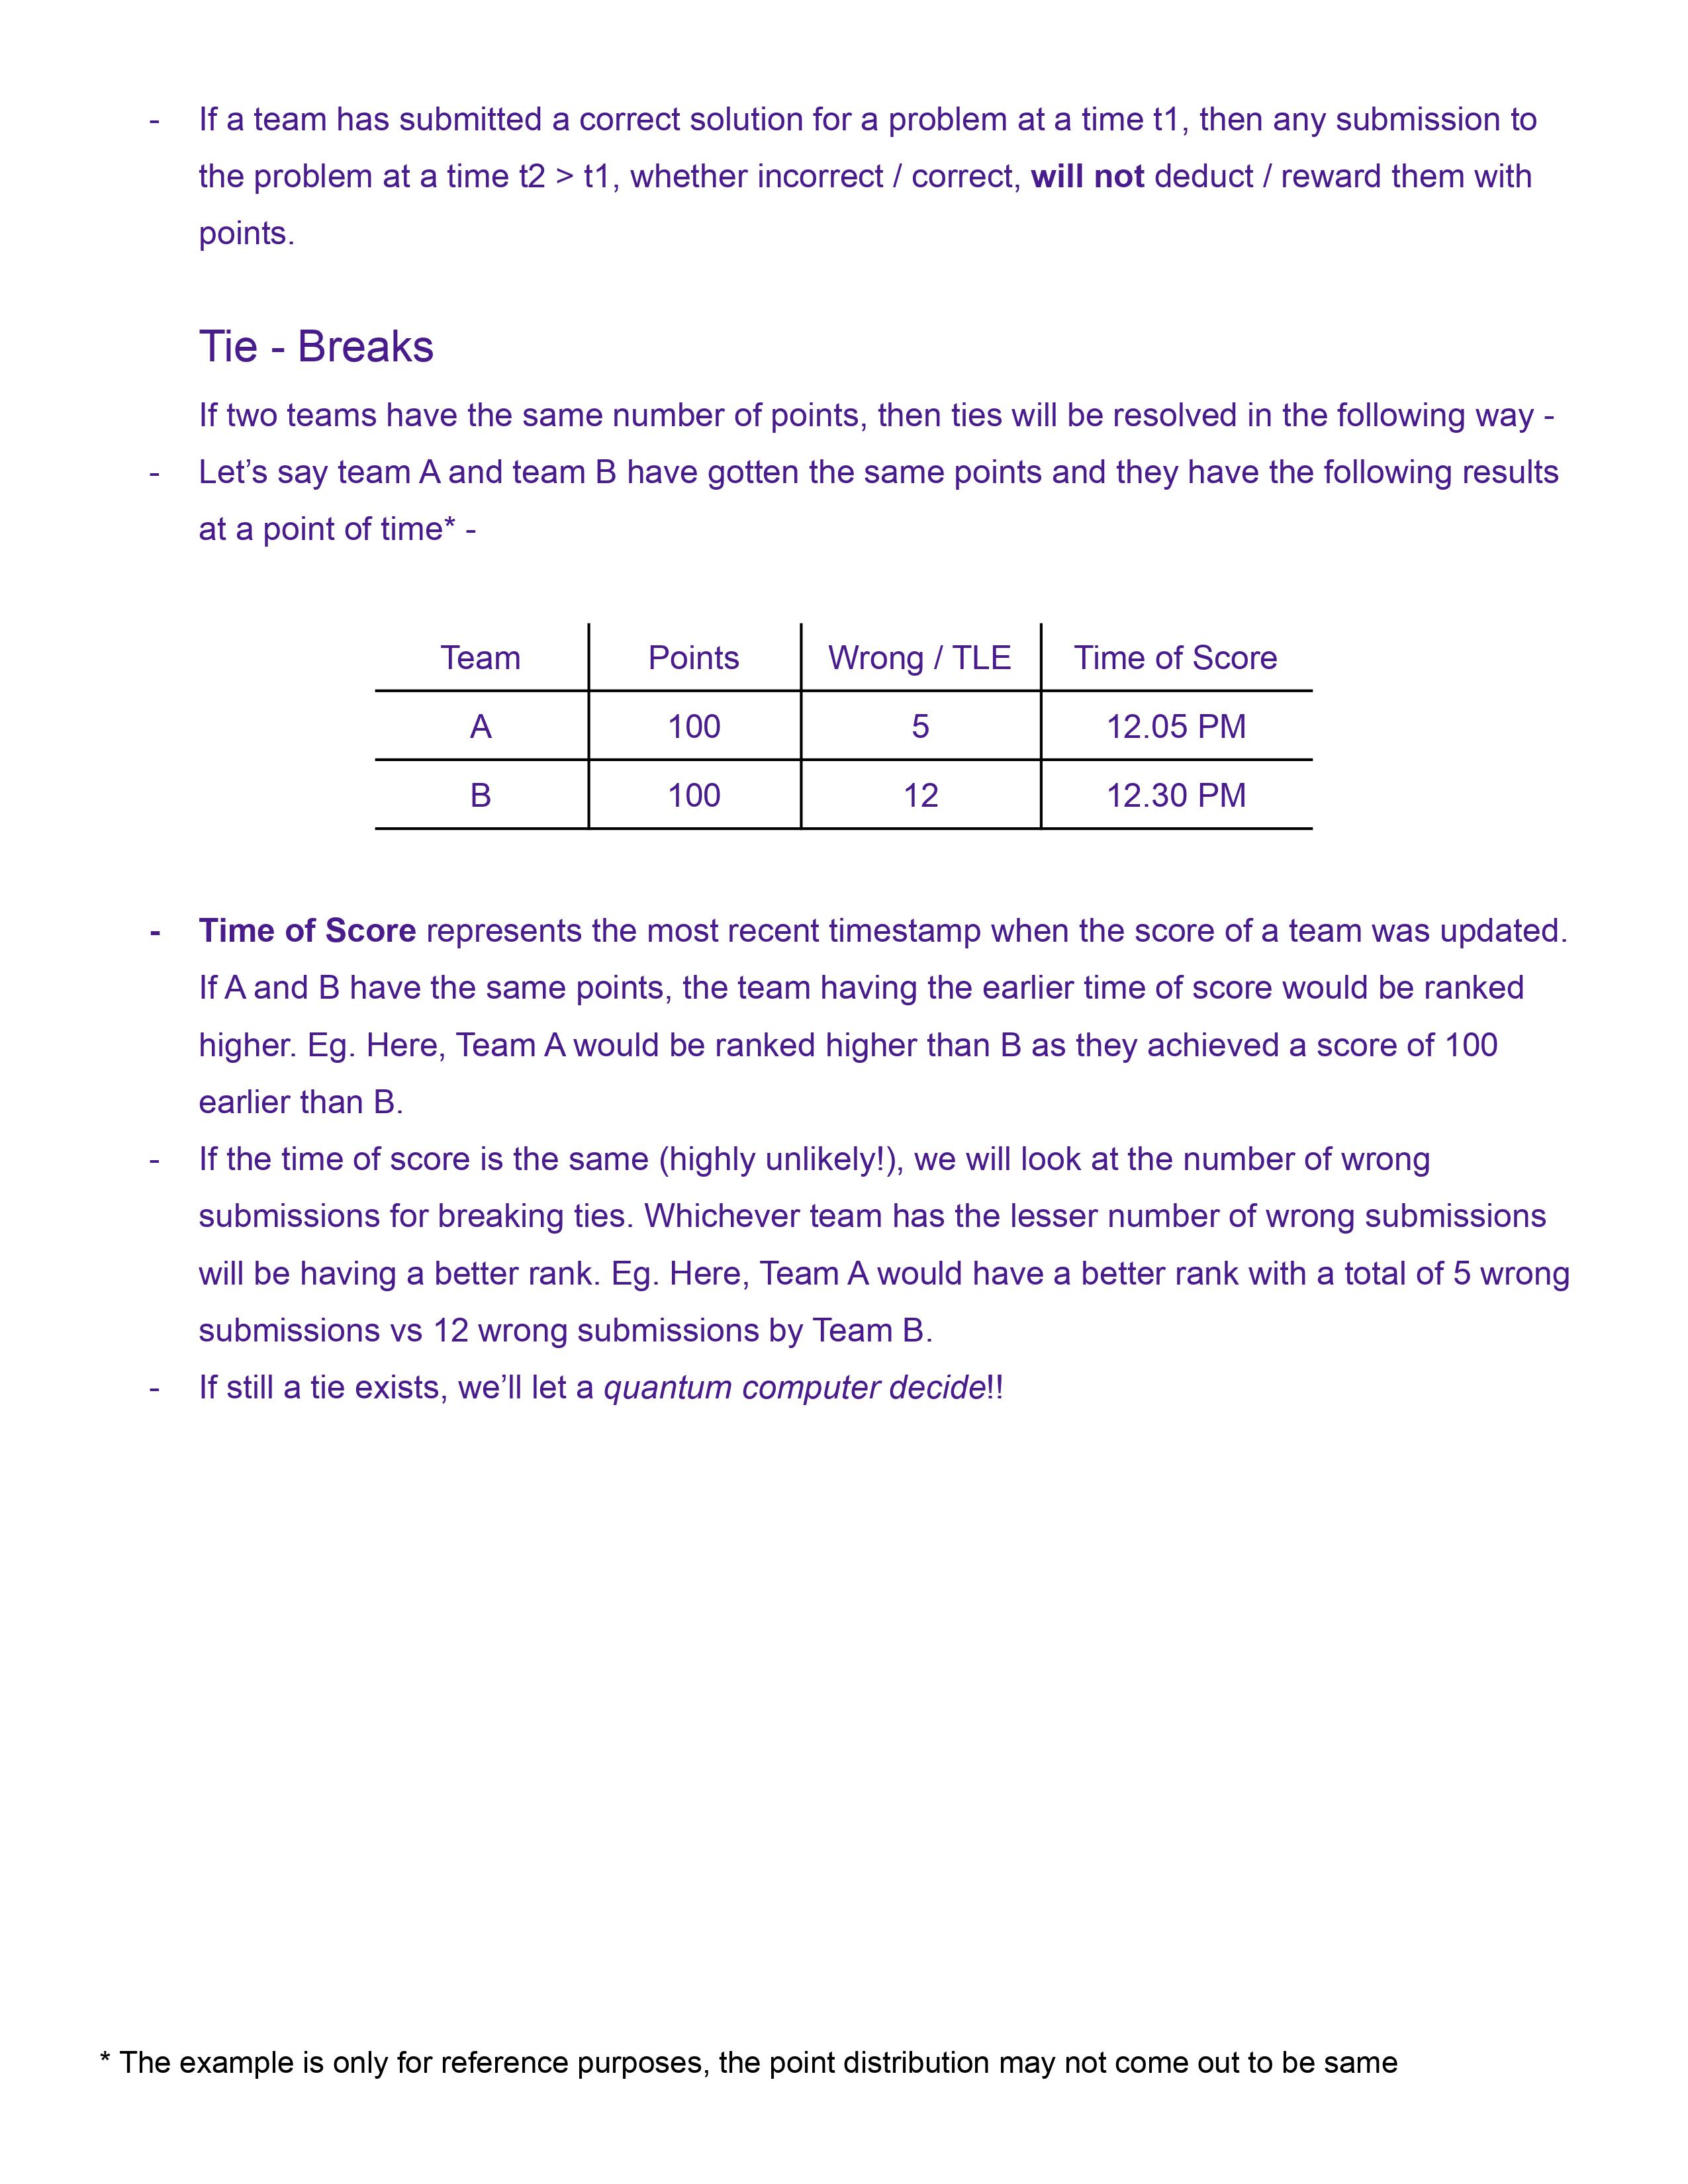 - If a team has submitted a correct solution for a problem at a time t1, then any submission to
the problem at a time t2 > t1, whether incorrect / correct, will not deduct / reward them with
points.
Tie - Breaks
If two teams have the same number of points, then ties will be resolved in the following way -
- Let’s say team A and team B have gotten the same points and they have the following results
at a point of time* -
Team Points Wrong / TLE Time of Score
A 100 5 12.05 PM
B 100 12 12.30 PM
- Time of Score represents the most recent timestamp when the score of a team was updated.
If A and B have the same points, the team having the earlier time of score would be ranked
higher. Eg. Here, Team A would be ranked higher than B as they achieved a score of 100
earlier than B.
- If the time of score is the same (highly unlikely!), we will look at the number of wrong
submissions for breaking ties. Whichever team has the lesser number of wrong submissions
will be having a better rank. Eg. Here, Team A would have a better rank with a total of 5 wrong
submissions vs 12 wrong submissions by Team B.
- If still a tie exists, we’ll let a quantum computer decide!!
* The example is only for reference purposes, the point distribution may not come out to be same